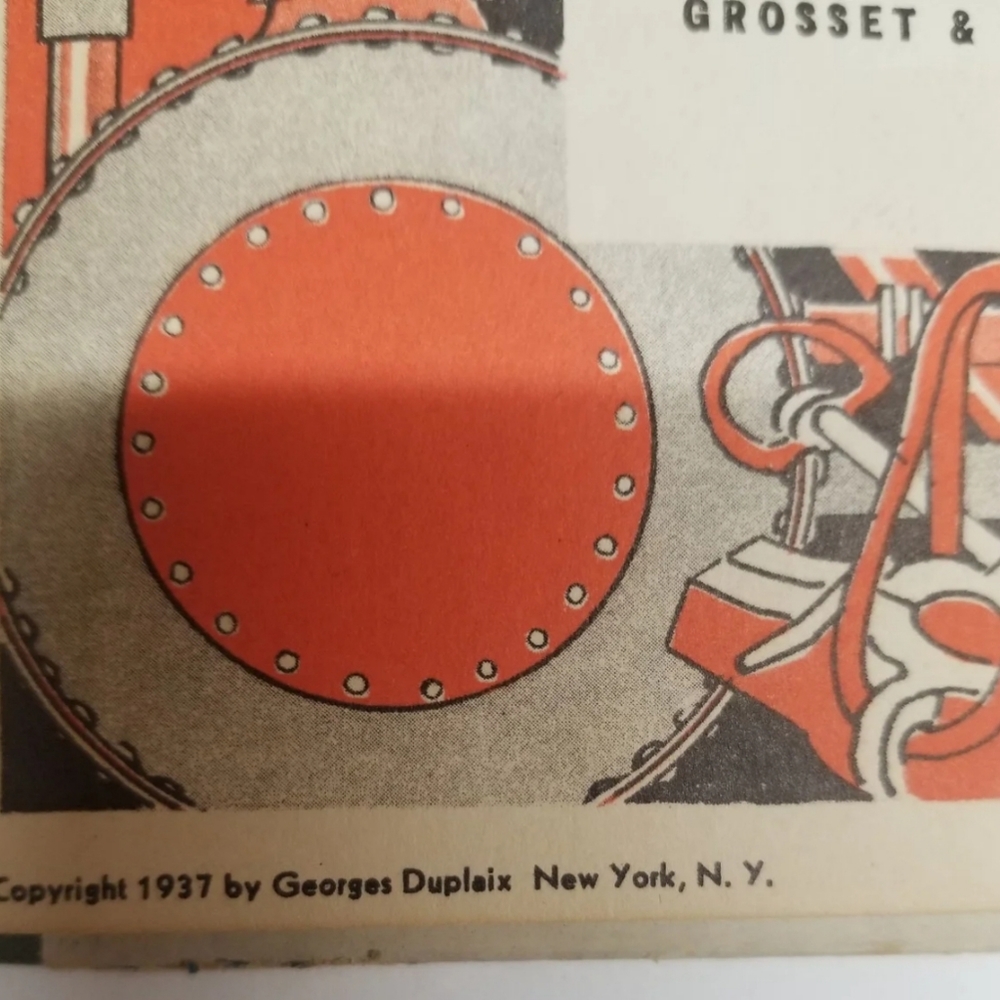 GROSSET &
Copyright 1937 by Georges Duplaix New York, N. Y.